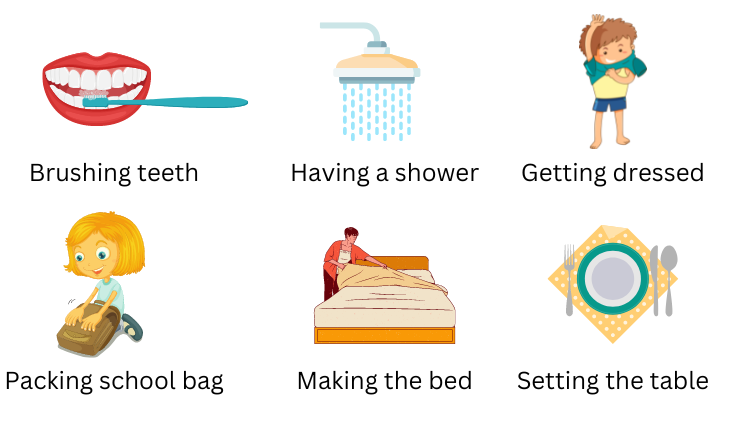 Brushing teeth
Having a shower
Getting dressed
Packing school bag
Making the bed
Setting the table